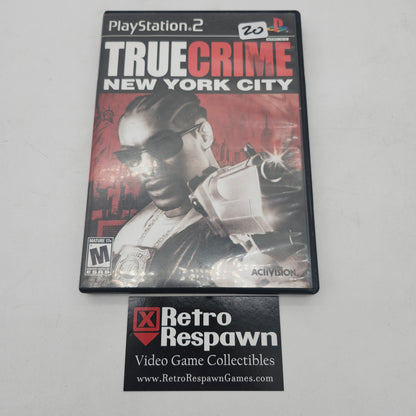 PlayStation®2
20
TRUE CRIME
NEW YORK CITY
MATURE 17+
M
ESRB
ACTIVISION
Retro
Respawn
Video Game Collectibles
www.RetroRespawnGames.com